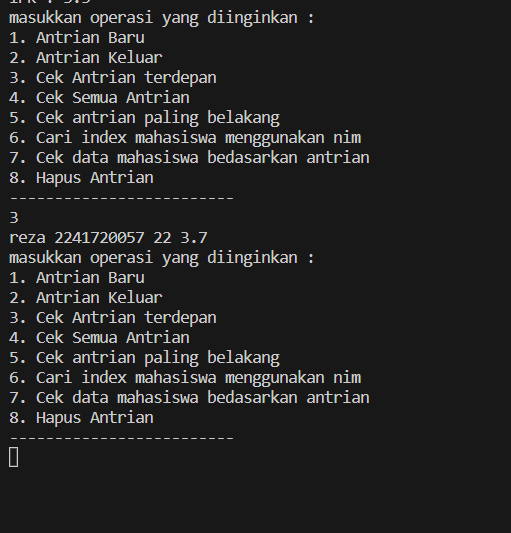 masukkan operasi yang diinginkan :
1. Antrian Baru
2. Antrian Keluar
3. Cek Antrian terdepan
4. Cek Semua Antrian
5. Cek antrian paling belakang
6. Cari index mahasiswa menggunakan nim
7. Cek data mahasiswa bedasarkan antrian
8. Hapus Antrian
-------------------------
3
reza 2241720057 22 3.7
masukkan operasi yang diinginkan :
1. Antrian Baru
2. Antrian Keluar
3. Cek Antrian terdepan
4. Cek Semua Antrian
5. Cek antrian paling belakang
6. Cari index mahasiswa menggunakan nim
7. Cek data mahasiswa bedasarkan antrian
8. Hapus Antrian
-------------------------